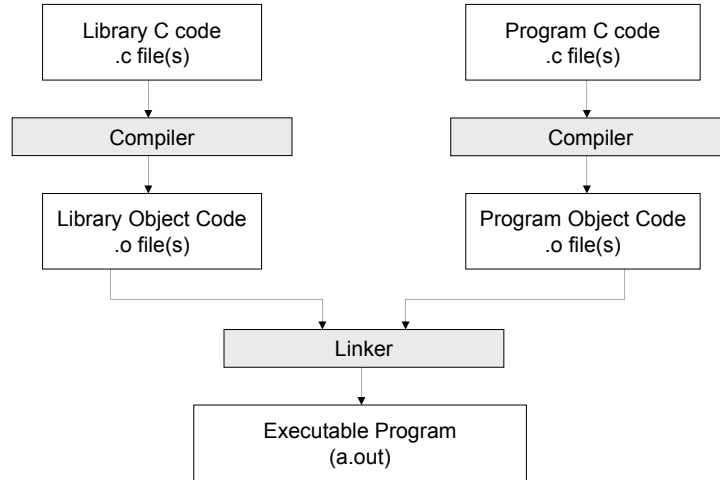 Library C code
.c file(s)
Program C code
.c file(s)
Compiler
Compiler
Library Object Code
.o file(s)
Program Object Code
.o file(s)
Linker
Executable Program
(a.out)